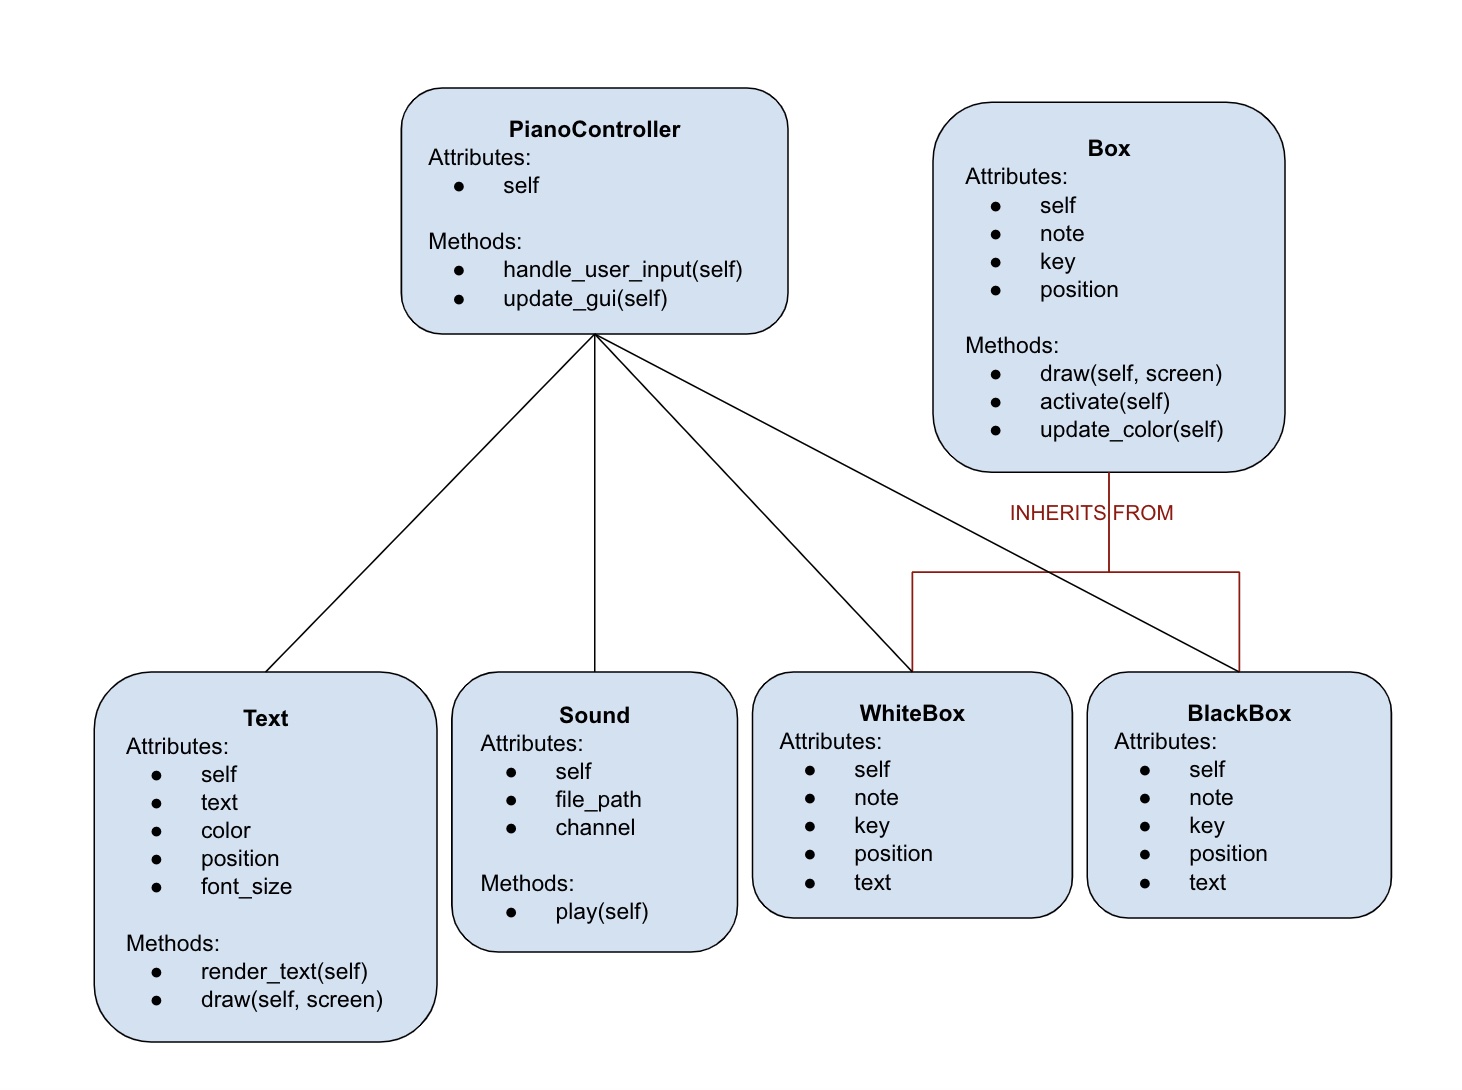 PianoController
Attributes:
● self
Methods:
● handle_user_input(self)
● update_gui(self)
Box
Attributes:
● self
● note
● key
● position
Methods:
● draw(self, screen)
● activate(self)
● update_color(self)
INHERITS FROM
Text
Attributes:
● self
● text
● color
● position
● font_size
Methods:
● render_text(self)
● draw(self, screen)
Sound
Attributes:
● self
● file_path
● channel
Methods:
● play(self)
WhiteBox
Attributes:
● self
● note
● key
● position
● text
BlackBox
Attributes:
● self
● note
● key
● position
● text